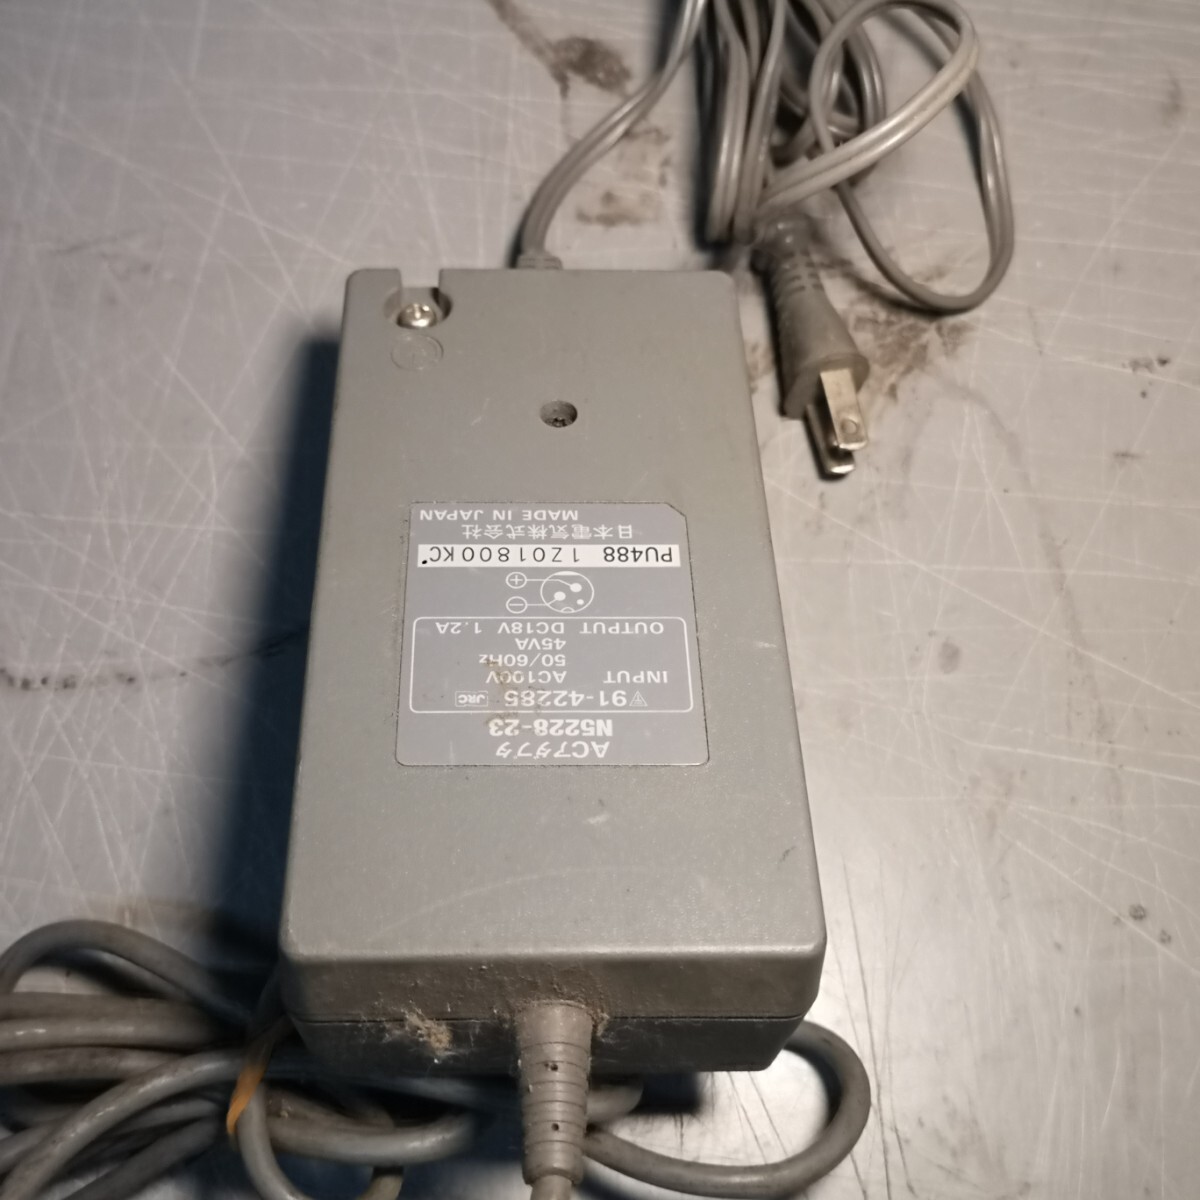 ACアダプタ
N5228-23
91-42285 JRC
INPUT AC100V
50/60Hz
45VA
OUTPUT DC18V 1.2A
PU488 1Z01800KC
日本電気株式会社
MADE IN JAPAN